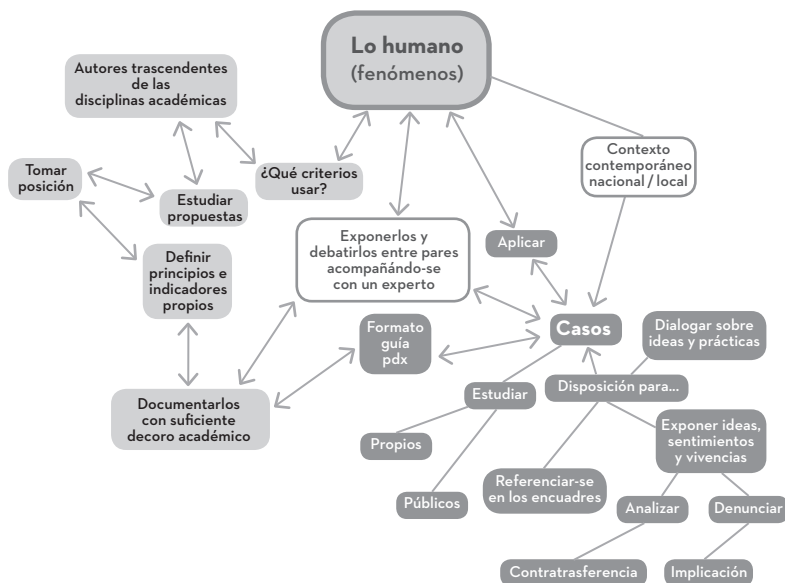 Lo humano
(fenómenos)
Autores trascendentes
de las
disciplinas académicas
Contexto
contemporáneo
nacional / local
Tomar
posición
¿Qué criterios
usar?
Estudiar
propuestas
Exponerlos y
debatirlos entre pares
acompañándo-se
con un experto
Aplicar
Definir
principios e
indicadores
propios
Formato
guía
pdx
Casos
Dialogar sobre
ideas y prácticas
Documentarlos
con suficiente
decoro académico
Estudiar
Disposición para...
Propios
Exponer ideas,
sentimientos
y vivencias
Públicos
Referenciar-se
en los encuadres
Analizar
Denunciar
Contratrasferencia
Implicación